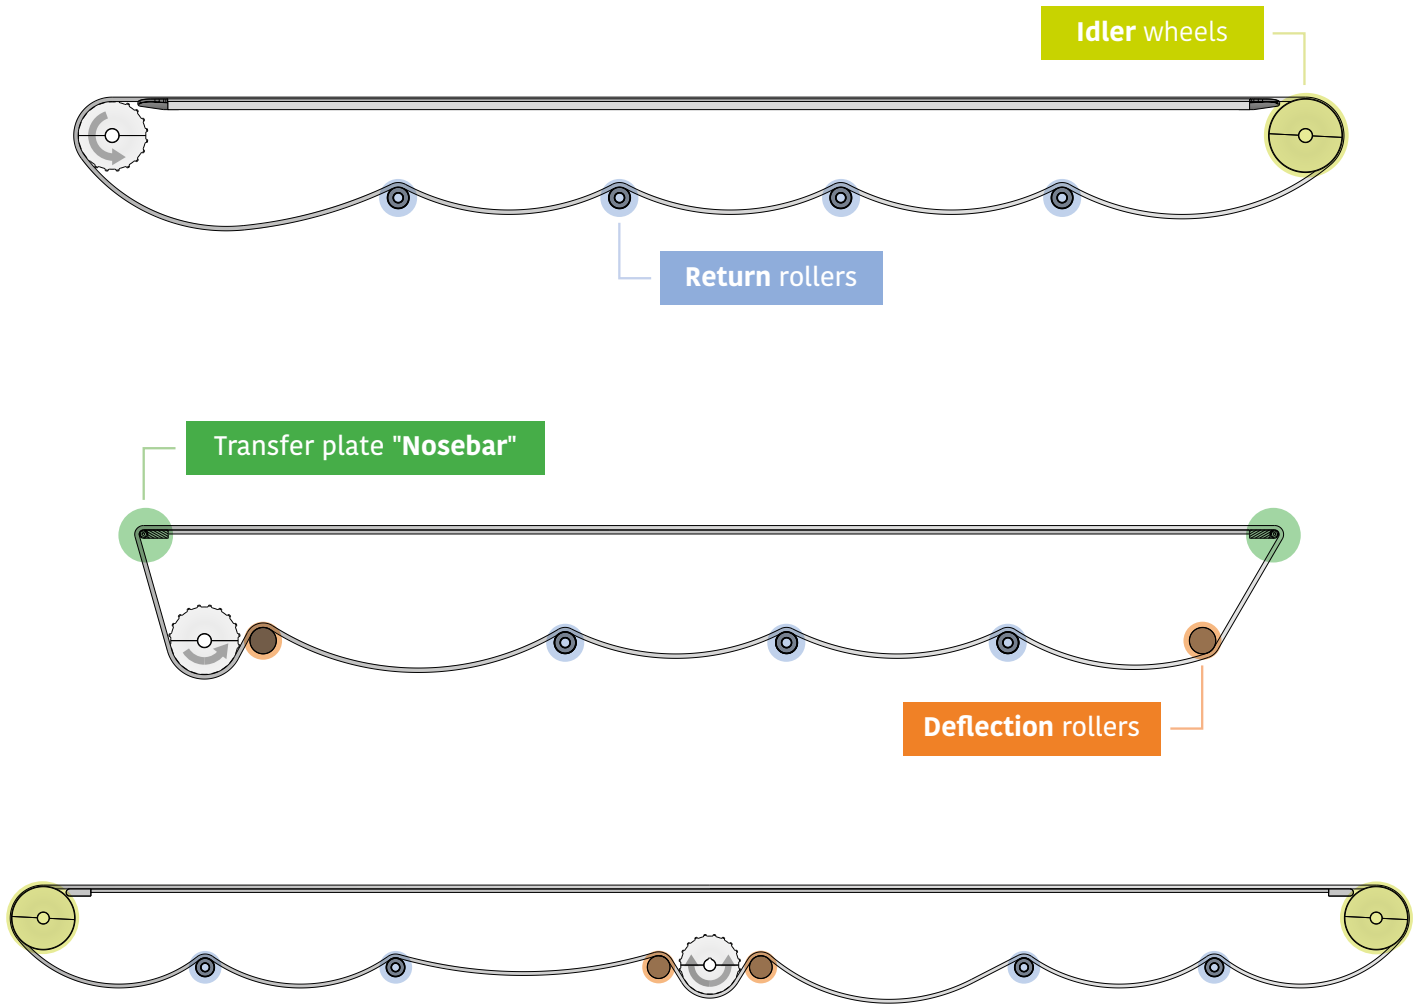 Idler wheels
Return rollers
Transfer plate "Nosebar"
Deflection rollers